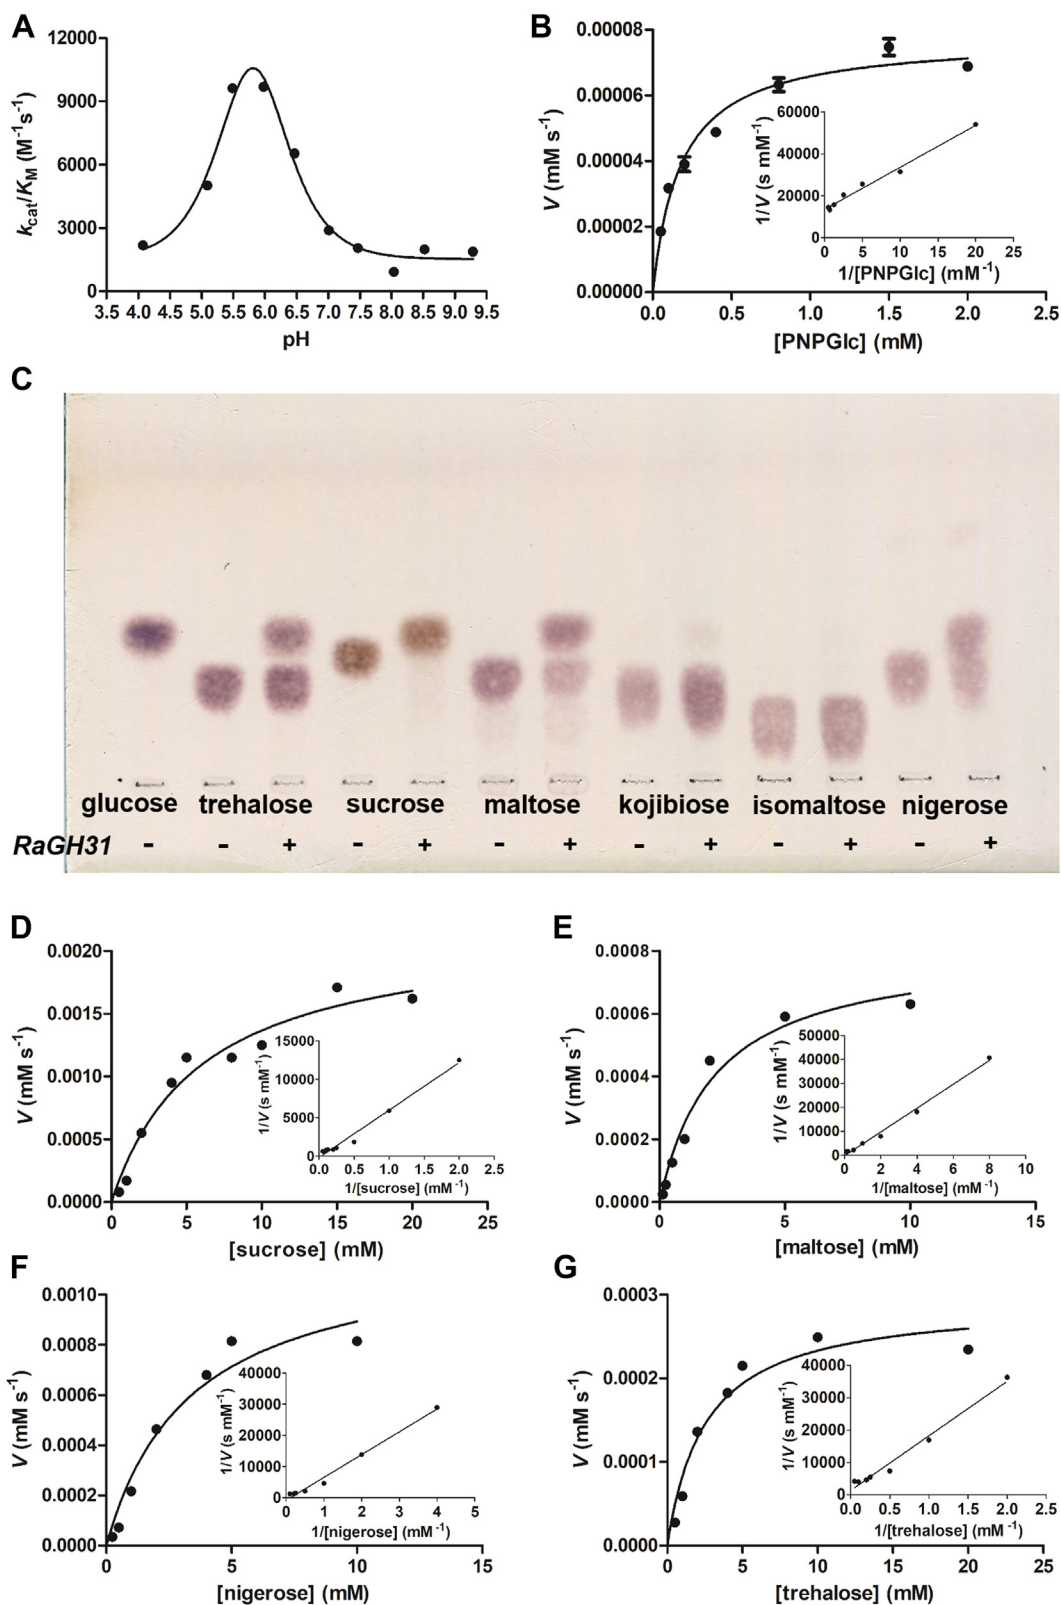 A
12000
9000
6000
3000
0
kcat/KM (M-1s-1)
3.5 4.0 4.5 5.0 5.5 6.0 6.5 7.0 7.5 8.0 8.5 9.0 9.5
pH
B
0.00008
0.00006
0.00004
0.00002
0.00000
V (mM s-1)
0.0 0.5 1.0 1.5 2.0 2.5
[PNPGlc] (mM)
60000
40000
20000
0
1/V (s mM-1)
0 5 10 15 20 25
1/[PNPGlc] (mM-1)
C
glucose trehalose sucrose maltose kojibiose isomaltose nigerose
RaGH31 - - + - + - + - + - + - +
D
0.0020
0.0015
0.0010
0.0005
0.0000
V (mM s-1)
0 5 10 15 20 25
[sucrose] (mM)
15000
10000
5000
0
1/V (s mM-1)
0.0 0.5 1.0 1.5 2.0 2.5
1/[sucrose] (mM-1)
E
0.0008
0.0006
0.0004
0.0002
0.0000
V (mM s-1)
0 5 10 15
[maltose] (mM)
50000
40000
30000
20000
10000
0
1/V (s mM-1)
0 2 4 6 8 10
1/[maltose] (mM-1)
F
0.0010
0.0008
0.0006
0.0004
0.0002
0.0000
V (mM s-1)
0 5 10 15
[nigerose] (mM)
40000
30000
20000
10000
0
1/V (s mM-1)
0 1 2 3 4 5
1/[nigerose] (mM-1)
G
0.0003
0.0002
0.0001
0.0000
V (mM s-1)
0 5 10 15 20 25
[trehalose] (mM)
40000
30000
20000
10000
0
1/V (s mM-1)
0.0 0.5 1.0 1.5 2.0 2.5
1/[trehalose] (mM-1)